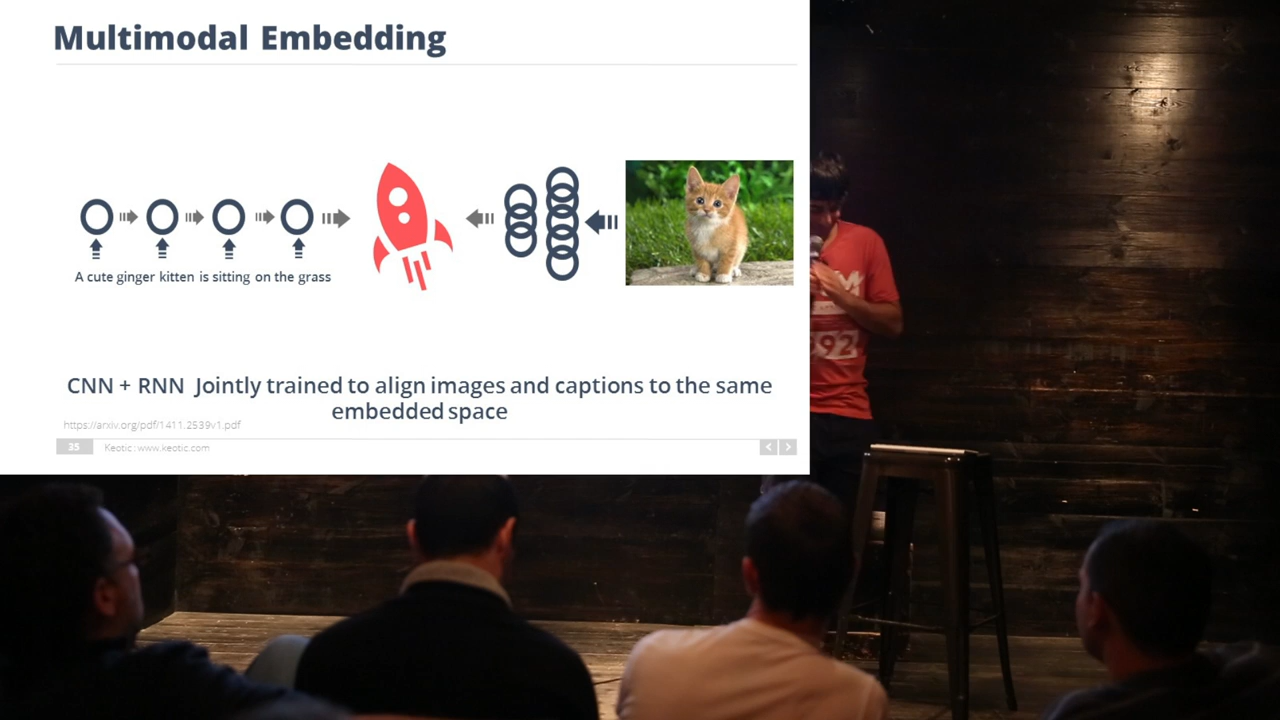 Multimodal Embedding
A cute ginger kitten is sitting on the grass
CNN + RNN Jointly trained to align images and captions to the same
embedded space
https://arxiv.org/pdf/1411.2539v1.pdf
35
Keotic : www.keotic.com
92